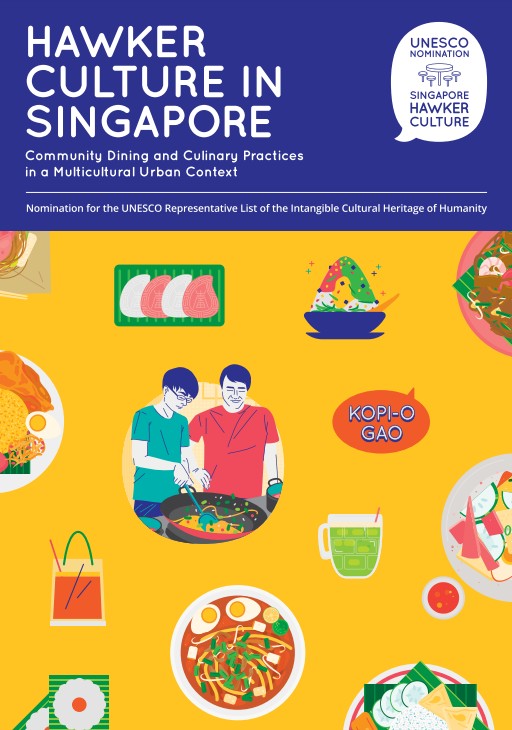 HAWKER
CULTURE IN
SINGAPORE
Community Dining and Culinary Practices
in a Multicultural Urban Context
Nomination for the UNESCO Representative List of the Intangible Cultural Heritage of Humanity
UNESCO
NOMINATION
SINGAPORE
HAWKER
CULTURE
KOPI-O
GAO